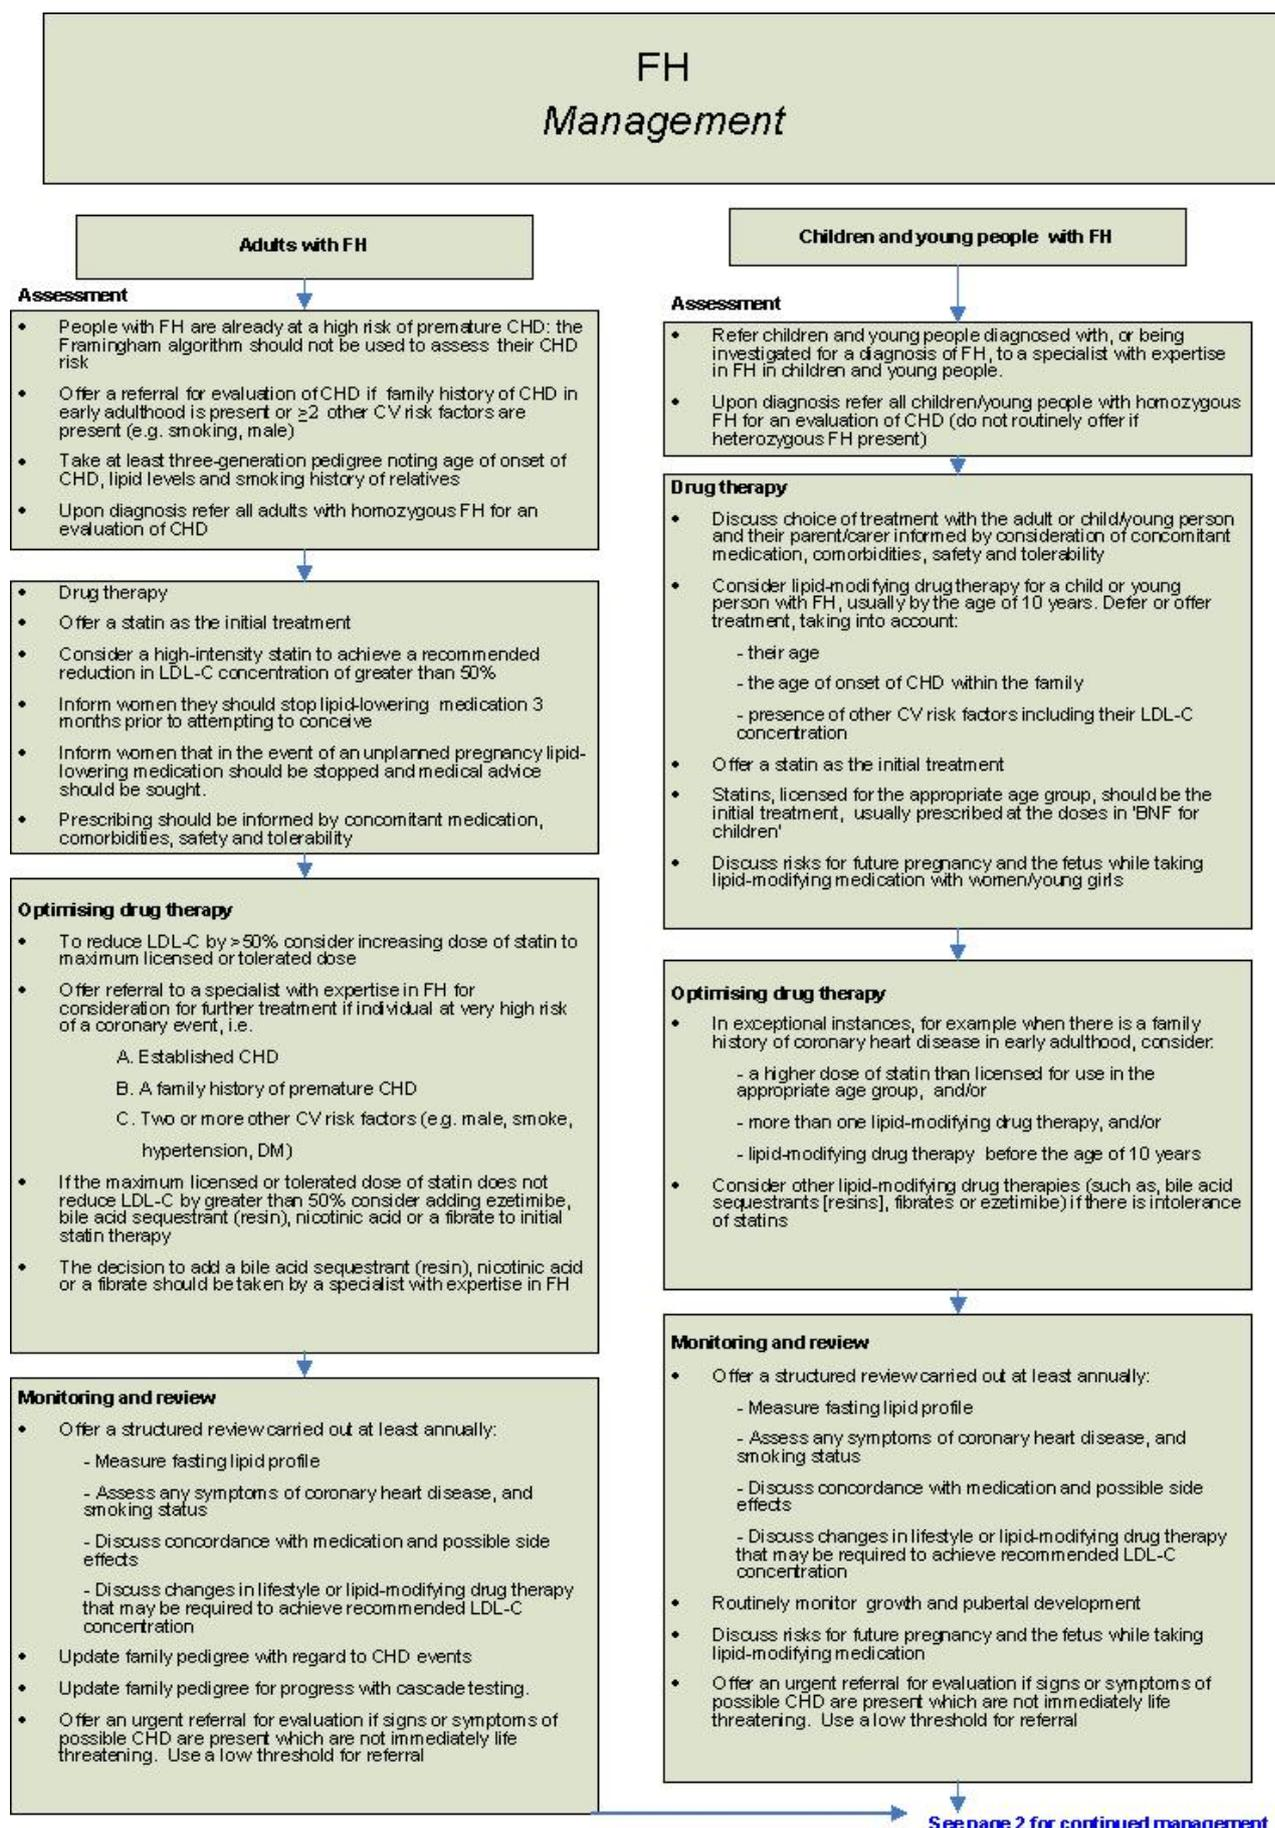 FH
Management
Adults with FH
Assessment
• People with FH are already at a high risk of premature CHD: the
Framingham algorithm should not be used to assess their CHD
risk
• Offer a referral for evaluation of CHD if family history of CHD in
early adulthood is present or ≥2 other CV risk factors are
present (e.g. smoking, male)
• Take at least three-generation pedigree noting age of onset of
CHD, lipid levels and smoking history of relatives
• Upon diagnosis refer all adults with homozygous FH for an
evaluation of CHD
• Drug therapy
• Offer a statin as the initial treatment
• Consider a high-intensity statin to achieve a recommended
reduction in LDL-C concentration of greater than 50%
• Inform women they should stop lipid-lowering medication 3
months prior to attempting to conceive
• Inform women that in the event of an unplanned pregnancy lipid-
lowering medication should be stopped and medical advice
should be sought.
• Prescribing should be informed by concomitant medication,
comorbidities, safety and tolerability
Optimising drug therapy
• To reduce LDL-C by >50% consider increasing dose of statin to
maximum licensed or tolerated dose
• Offer referral to a specialist with expertise in FH for
consideration for further treatment if individual at very high risk
of a coronary event, i.e.
A. Established CHD
B. A family history of premature CHD
C. Two or more other CV risk factors (e.g. male, smoke,
hypertension, DM)
• If the maximum licensed or tolerated dose of statin does not
reduce LDL-C by greater than 50% consider adding ezetimibe,
bile acid sequestrant (resin), nicotinic acid or a fibrate to initial
statin therapy
• The decision to add a bile acid sequestrant (resin), nicotinic acid
or a fibrate should be taken by a specialist with expertise in FH
Monitoring and review
• Offer a structured review carried out at least annually:
- Measure fasting lipid profile
- Assess any symptoms of coronary heart disease, and
smoking status
- Discuss concordance with medication and possible side
effects
- Discuss changes in lifestyle or lipid-modifying drug therapy
that may be required to achieve recommended LDL-C
concentration
• Update family pedigree with regard to CHD events
• Update family pedigree for progress with cascade testing.
• Offer an urgent referral for evaluation if signs or symptoms of
possible CHD are present which are not immediately life
threatening. Use a low threshold for referral
Children and young people with FH
Assessment
• Refer children and young people diagnosed with, or being
investigated for a diagnosis of FH, to a specialist with expertise
in FH in children and young people.
• Upon diagnosis refer all children/young people with homozygous
FH for an evaluation of CHD (do not routinely offer if
heterozygous FH present)
Drug therapy
• Discuss choice of treatment with the adult or child/young person
and their parent/carer informed by consideration of concomitant
medication, comorbidities, safety and tolerability
• Consider lipid-modifying drug therapy for a child or young
person with FH, usually by the age of 10 years. Defer or offer
treatment, taking into account:
- their age
- the age of onset of CHD within the family
- presence of other CV risk factors including their LDL-C
concentration
• Offer a statin as the initial treatment
• Statins, licensed for the appropriate age group, should be the
initial treatment, usually prescribed at the doses in 'BNF for
children'
• Discuss risks for future pregnancy and the fetus while taking
lipid-modifying medication with women/young girls
Optimising drug therapy
• In exceptional instances, for example when there is a family
history of coronary heart disease in early adulthood, consider:
- a higher dose of statin than licensed for use in the
appropriate age group, and/or
- more than one lipid-modifying drug therapy, and/or
- lipid-modifying drug therapy before the age of 10 years
• Consider other lipid-modifying drug therapies (such as, bile acid
sequestrants [resins], fibrates or ezetimibe) if there is intolerance
of statins
Monitoring and review
• Offer a structured review carried out at least annually:
- Measure fasting lipid profile
- Assess any symptoms of coronary heart disease, and
smoking status
- Discuss concordance with medication and possible side
effects
- Discuss changes in lifestyle or lipid-modifying drug therapy
that may be required to achieve recommended LDL-C
concentration
• Routinely monitor growth and pubertal development
• Discuss risks for future pregnancy and the fetus while taking
lipid-modifying medication
• Offer an urgent referral for evaluation if signs or symptoms of
possible CHD are present which are not immediately life
threatening. Use a low threshold for referral
See page 2 for continued management